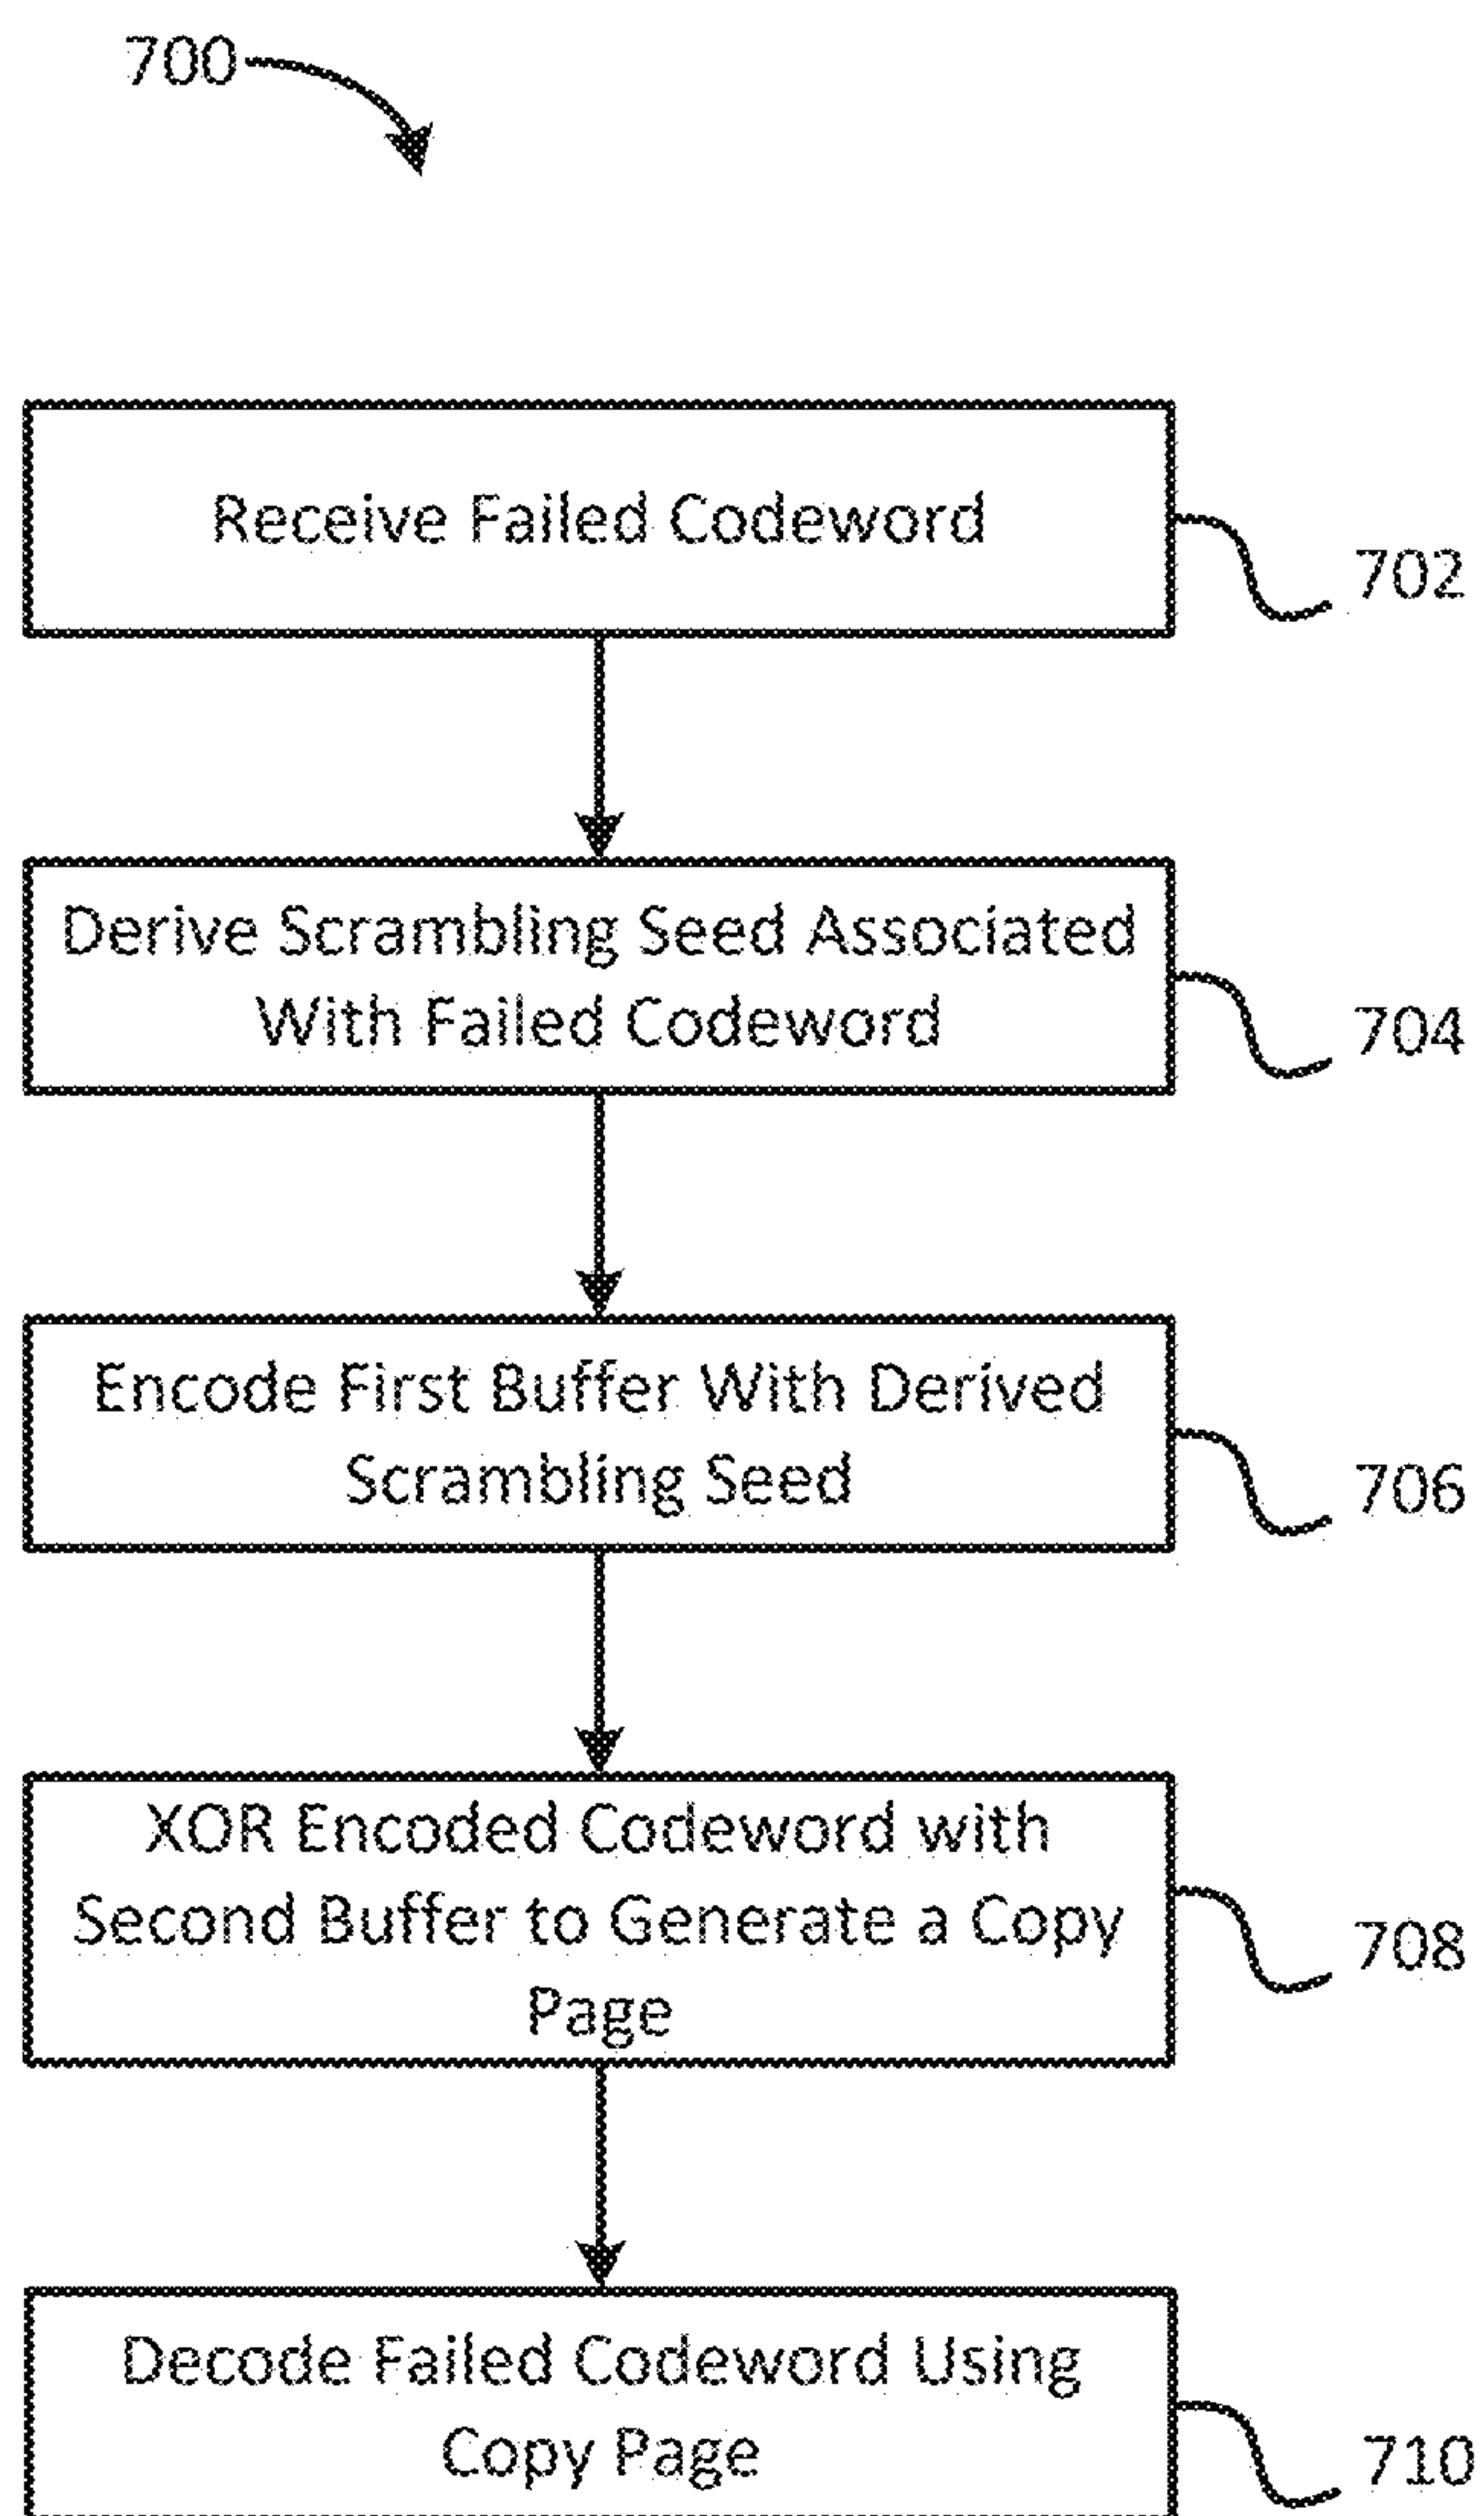 700
Receive Failed Codeword
702
Derive Scrambling Seed Associated
With Failed Codeword
704
Encode First Buffer With Derived
Scrambling Seed
706
XOR Encoded Codeword with
Second Buffer to Generate a Copy
Page
708
Decode Failed Codeword Using
Copy Page
710